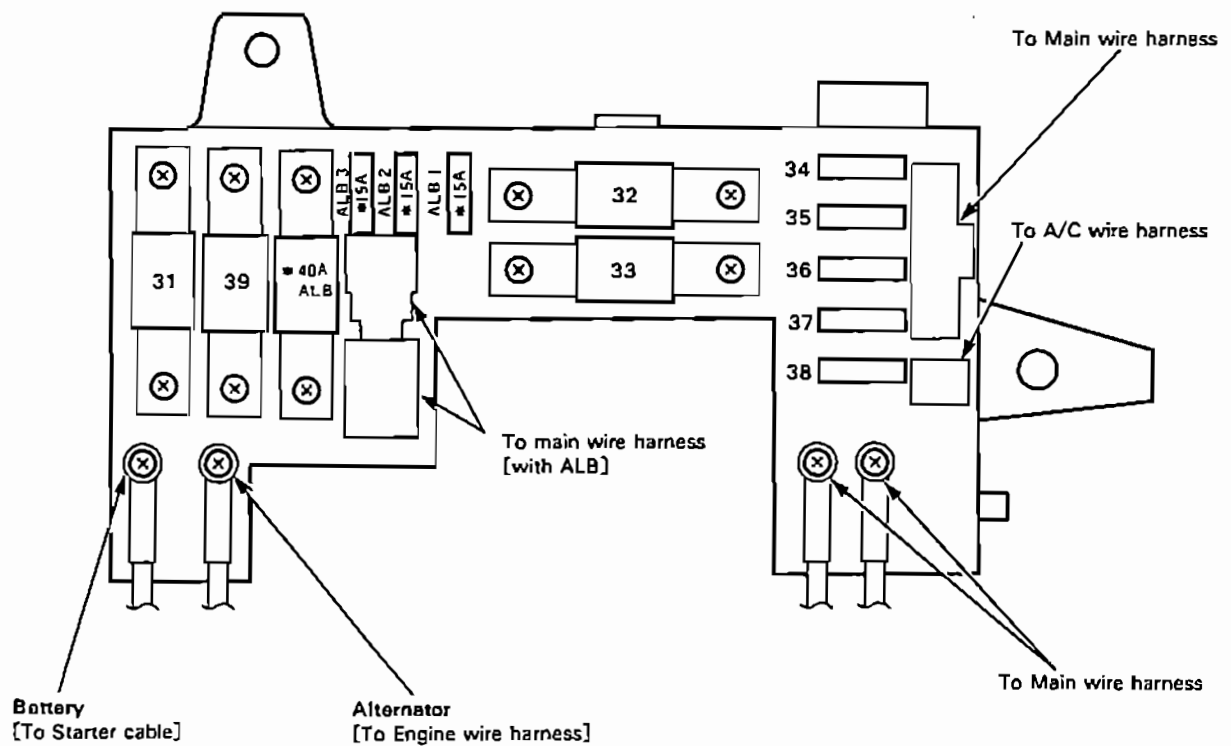 To Main wire harness
ALB 3
*15A
ALB 2
*15A
ALB 1
*15A
34
32
35
To A/C wire harness
31
39
*40A
ALB
33
36
37
38
To main wire harness
[with ALB]
To Main wire harness
Battery
[To Starter cable]
Alternator
[To Engine wire harness]